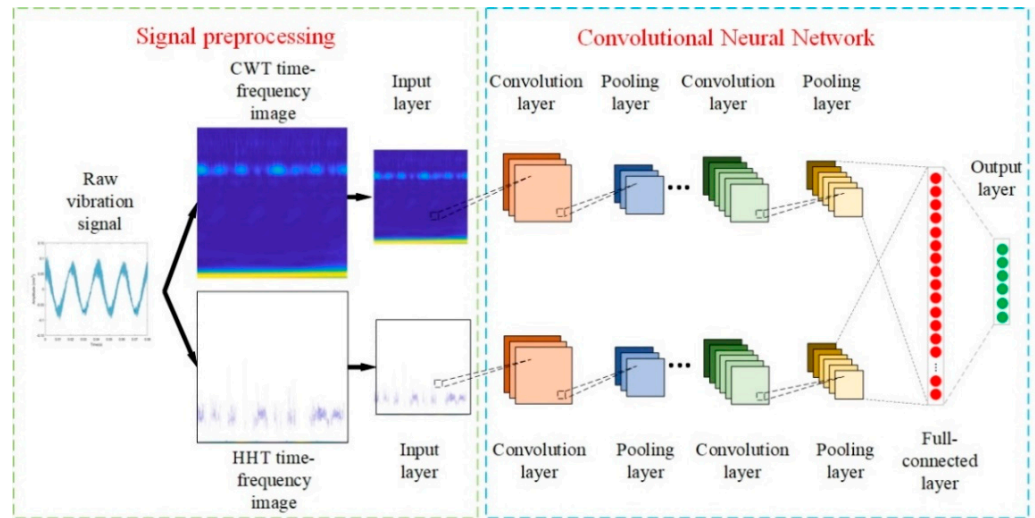 Signal preprocessing
Convolutional Neural Network
CWT time-
frequency
image
Input
layer
Convolution
layer
Pooling
layer
Convolution
layer
Pooling
layer
Raw
vibration
signal
Output
layer
HHT time-
frequency
image
Input
layer
Convolution
layer
Pooling
layer
Convolution
layer
Pooling
layer
Full-
connected
layer